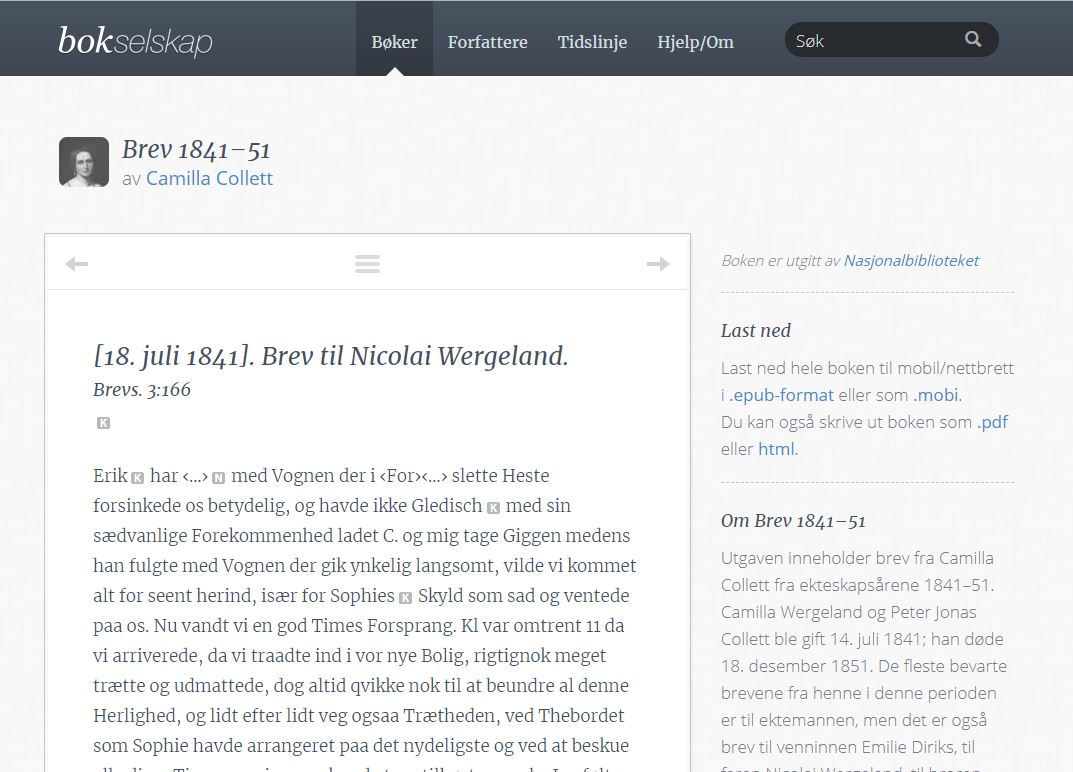 bokselskap
Bøker
Forfattere
Tidslinje
Hjelp/Om
Søk
Brev 1841–51
av Camilla Collett
[18. juli 1841]. Brev til Nicolai Wergeland.
Brevs. 3:166
K
Erik K har ‹...› N med Vognen der i ‹For›‹...› slette Heste
forsinkede os betydelig, og havde ikke Gledisch K med sin
sædvanlige Forekommenhed ladet C. og mig tage Giggen medens
han fulgte med Vognen der gik ynkelig langsomt, vilde vi kommet
alt for seent herind, især for Sophies K Skyld som sad og ventede
paa os. Nu vandt vi en god Times Forsprang. Kl var omtrent 11 da
vi arriverede, da vi traadte ind i vor nye Bolig, rigtignok meget
trætte og udmattede, dog altid qvikke nok til at beundre al denne
Herlighed, og lidt efter lidt veg ogsaa Trætheden, ved Thebordet
som Sophie havde arrangeret paa det nydeligste og ved at beskue
Boken er utgitt av Nasjonalbiblioteket
Last ned
Last ned hele boken til mobil/nettbrett
i .epub-format eller som .mobi.
Du kan også skrive ut boken som .pdf
eller html.
Om Brev 1841–51
Utgaven inneholder brev fra Camilla
Collett fra ekteskapsårene 1841–51.
Camilla Wergeland og Peter Jonas
Collett ble gift 14. juli 1841; han døde
18. desember 1851. De fleste bevarte
brevene fra henne i denne perioden
er til ektemannen, men det er også
brev til venninnen Emilie Diriks, til
faren Nicolai Wergeland, til broren